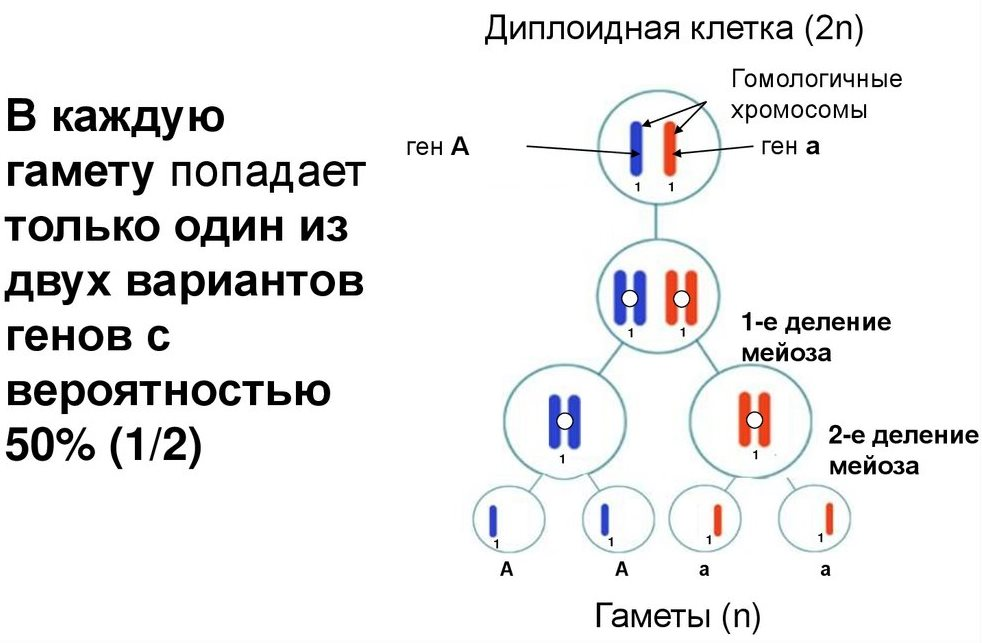 Диплоидная клетка (2n)
Гомологичные
хромосомы
ген А
ген а
1 1
В каждую
гамету попадает
только один из
двух вариантов
генов с
вероятностью
50% (1/2)
1 1
1-е деление
мейоза
1 1
2-е деление
мейоза
1 1 1 1
А А а а
Гаметы (n)